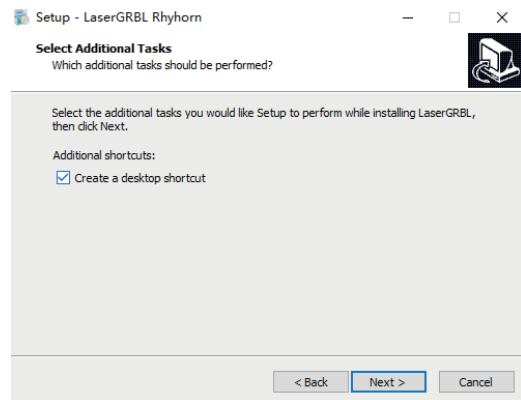 Setup - LaserGRBL Rhyhorn
Select Additional Tasks
Which additional tasks should be performed?
Select the additional tasks you would like Setup to perform while installing LaserGRBL,
then click Next.
Additional shortcuts:
Create a desktop shortcut
< Back Next > Cancel